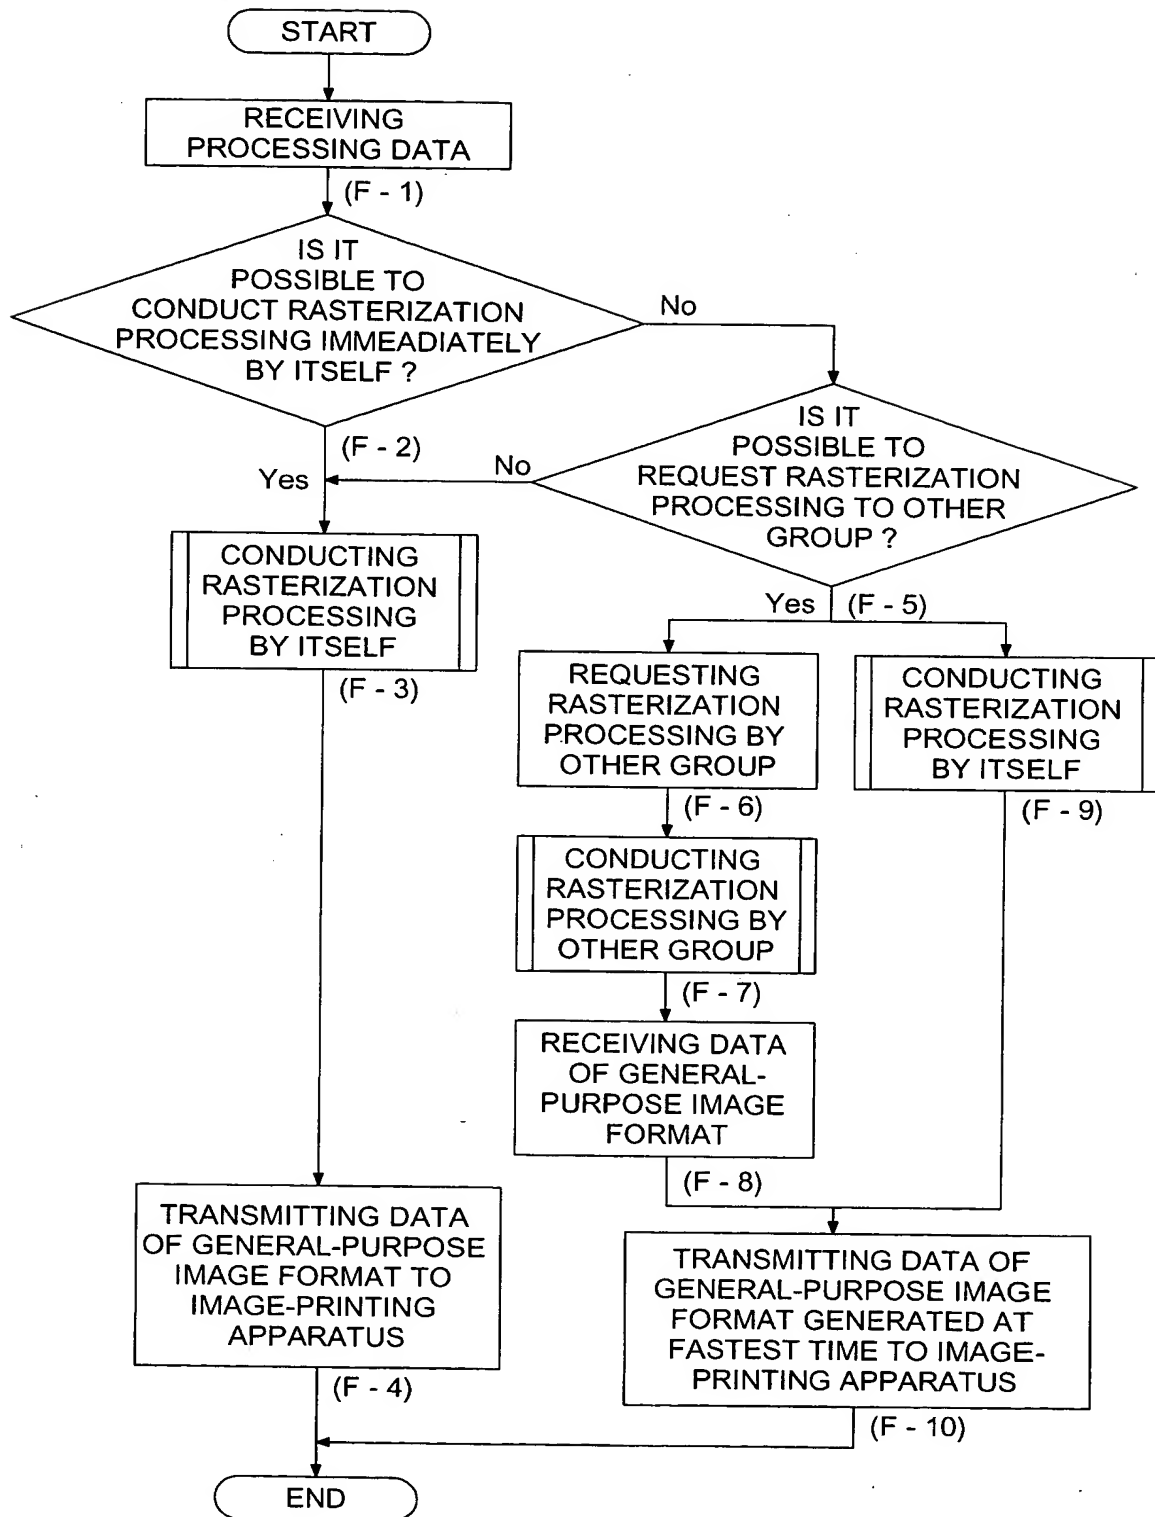 START
RECEIVING
PROCESSING DATA
(F - 1)
IS IT
POSSIBLE TO
CONDUCT RASTERIZATION
PROCESSING IMMEADIATELY
BY ITSELF ?
No
(F - 2)
Yes
IS IT
POSSIBLE TO
REQUEST RASTERIZATION
PROCESSING TO OTHER
GROUP ?
No
Yes
(F - 5)
CONDUCTING
RASTERIZATION
PROCESSING
BY ITSELF
(F - 3)
REQUESTING
RASTERIZATION
PROCESSING BY
OTHER GROUP
(F - 6)
CONDUCTING
RASTERIZATION
PROCESSING
BY ITSELF
(F - 9)
CONDUCTING
RASTERIZATION
PROCESSING BY
OTHER GROUP
(F - 7)
RECEIVING DATA
OF GENERAL-
PURPOSE IMAGE
FORMAT
(F - 8)
TRANSMITTING DATA
OF GENERAL-PURPOSE
IMAGE FORMAT TO
IMAGE-PRINTING
APPARATUS
(F - 4)
TRANSMITTING DATA OF
GENERAL-PURPOSE IMAGE
FORMAT GENERATED AT
FASTEST TIME TO IMAGE-
PRINTING APPARATUS
(F - 10)
END